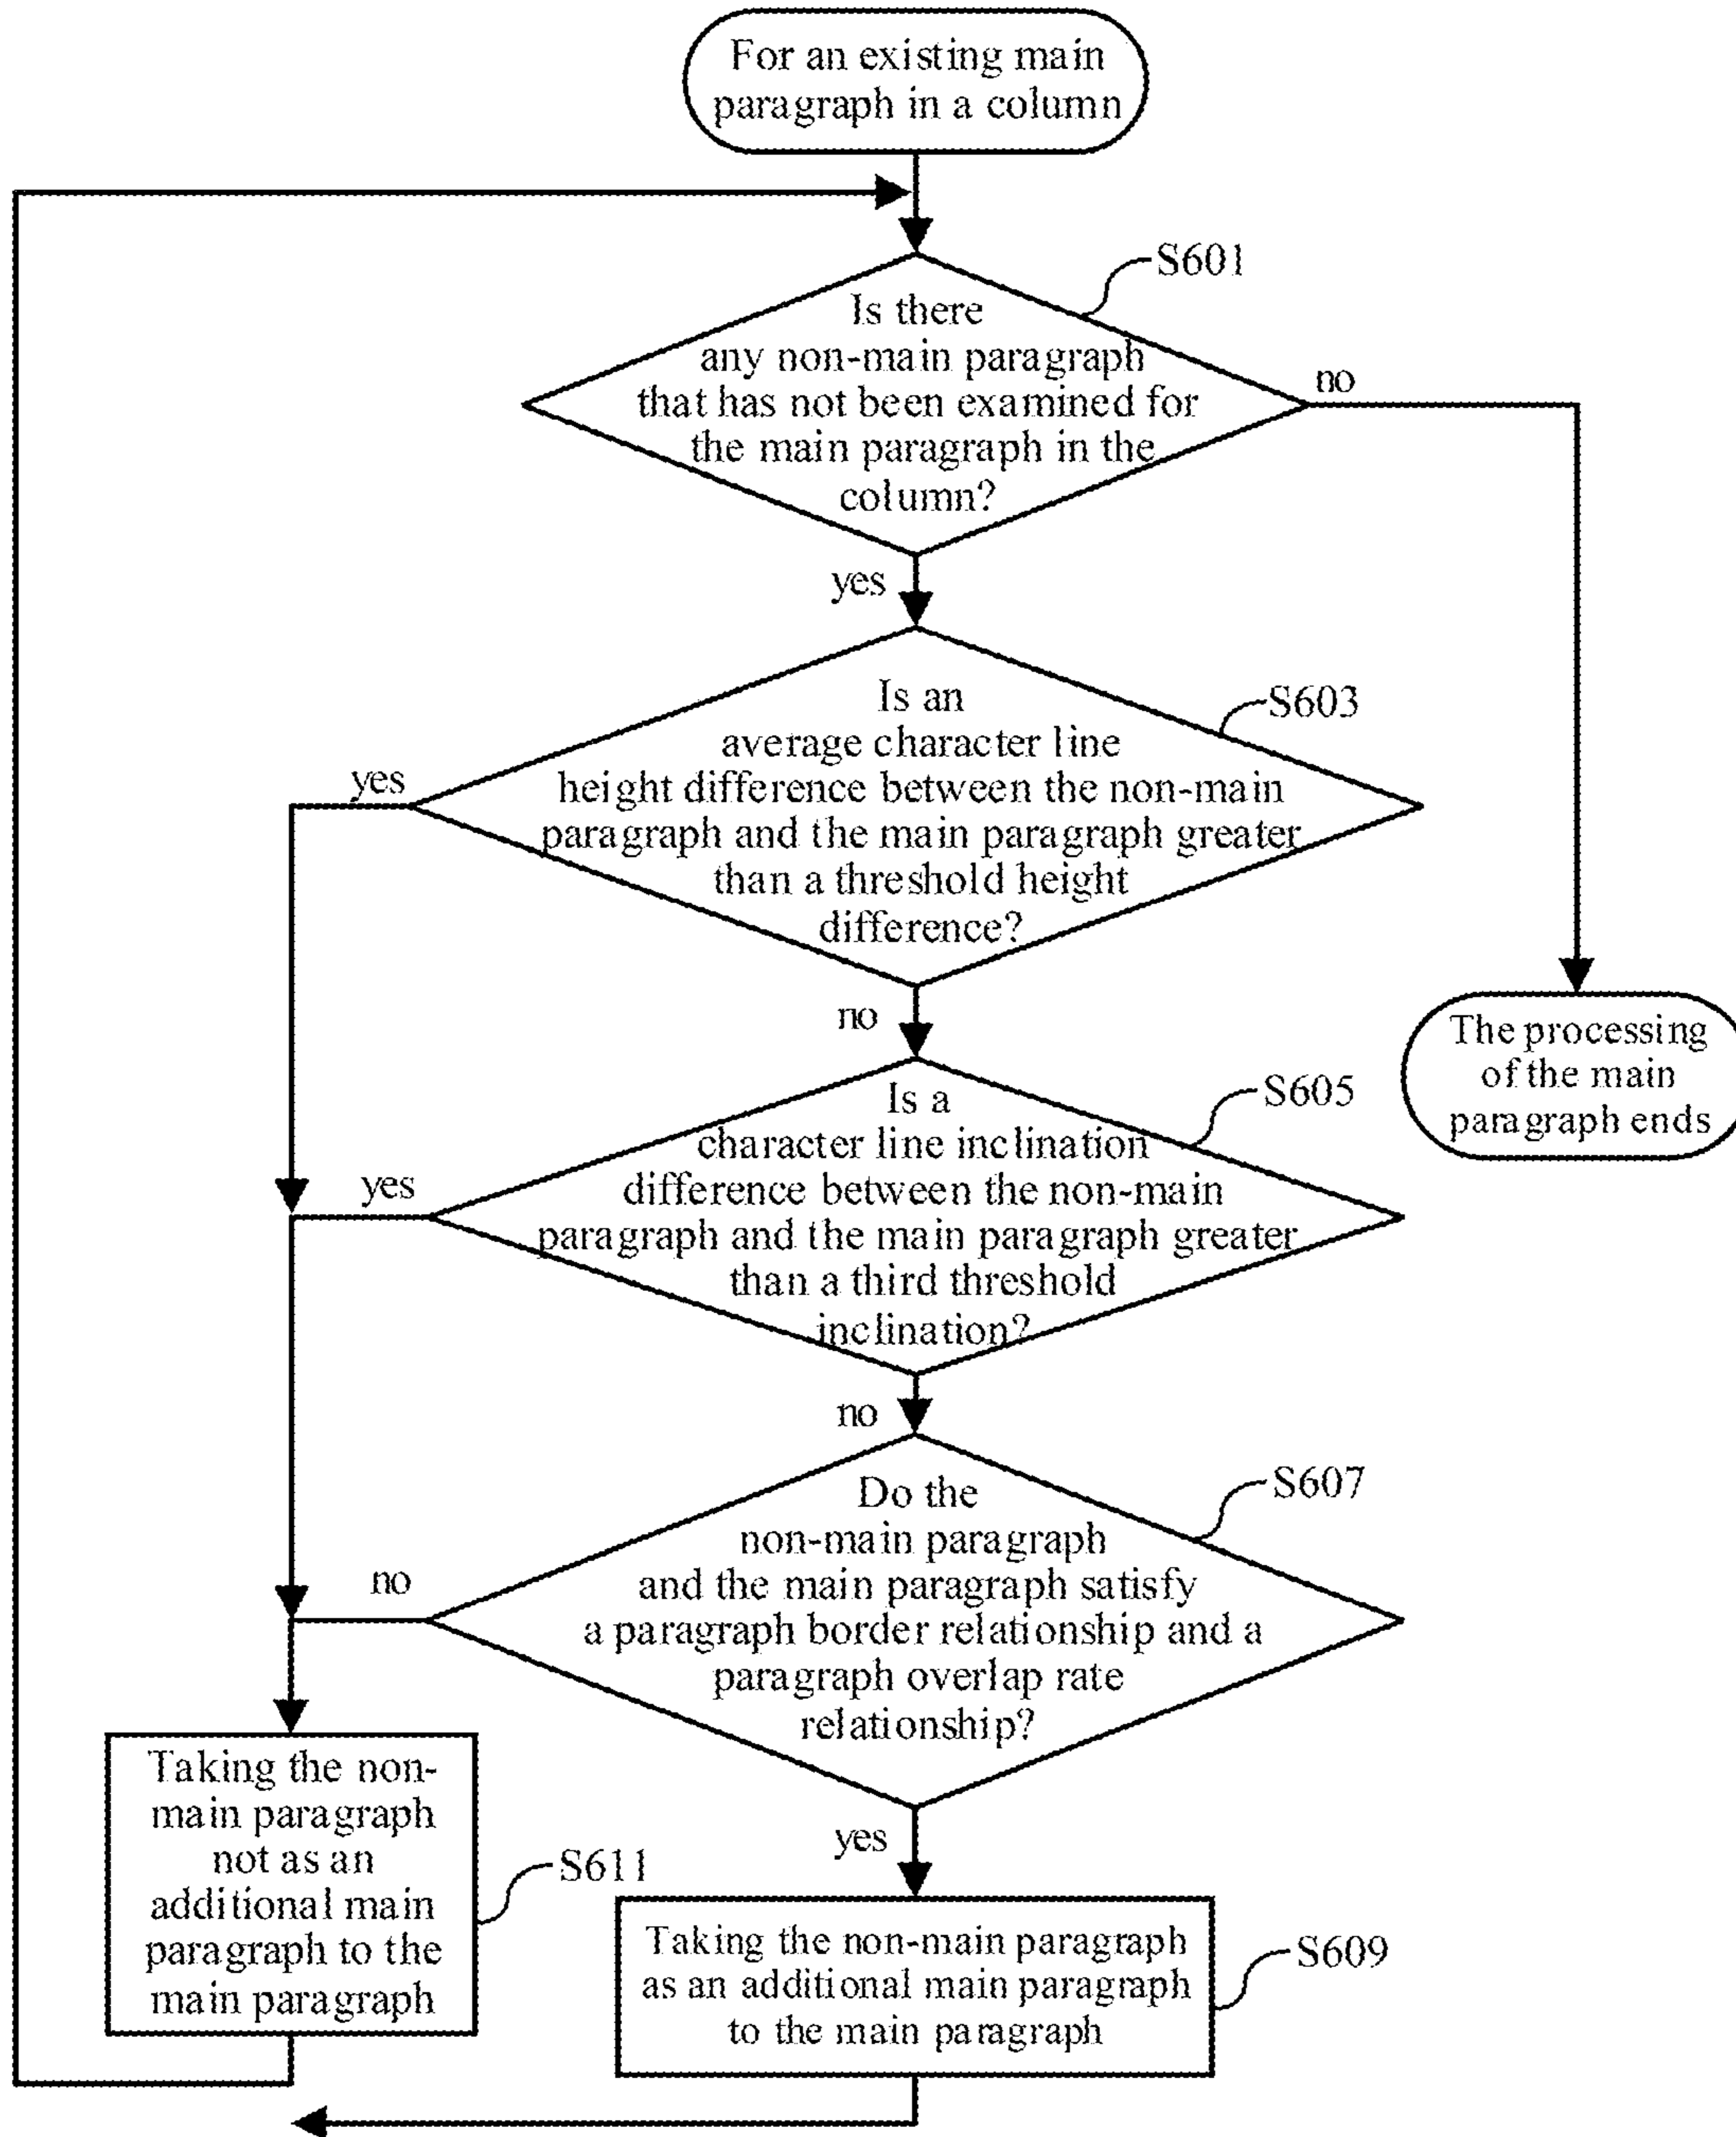 For an existing main
paragraph in a column
S601
Is there
any non-main paragraph
that has not been examined for
the main paragraph in the
column?
no
yes
S603
Is an
average character line
height difference between the non-main
paragraph and the main paragraph greater
than a threshold height
difference?
yes
no
The processing
of the main
paragraph ends
S605
Is a
character line inclination
difference between the non-main
paragraph and the main paragraph greater
than a third threshold
inclination?
yes
no
S607
Do the
non-main paragraph
and the main paragraph satisfy
a paragraph border relationship and a
paragraph overlap rate
relationship?
no
yes
Taking the non-
main paragraph
not as an
additional main
paragraph to the
main paragraph
S611
Taking the non-main paragraph
as an additional main paragraph
to the main paragraph
S609